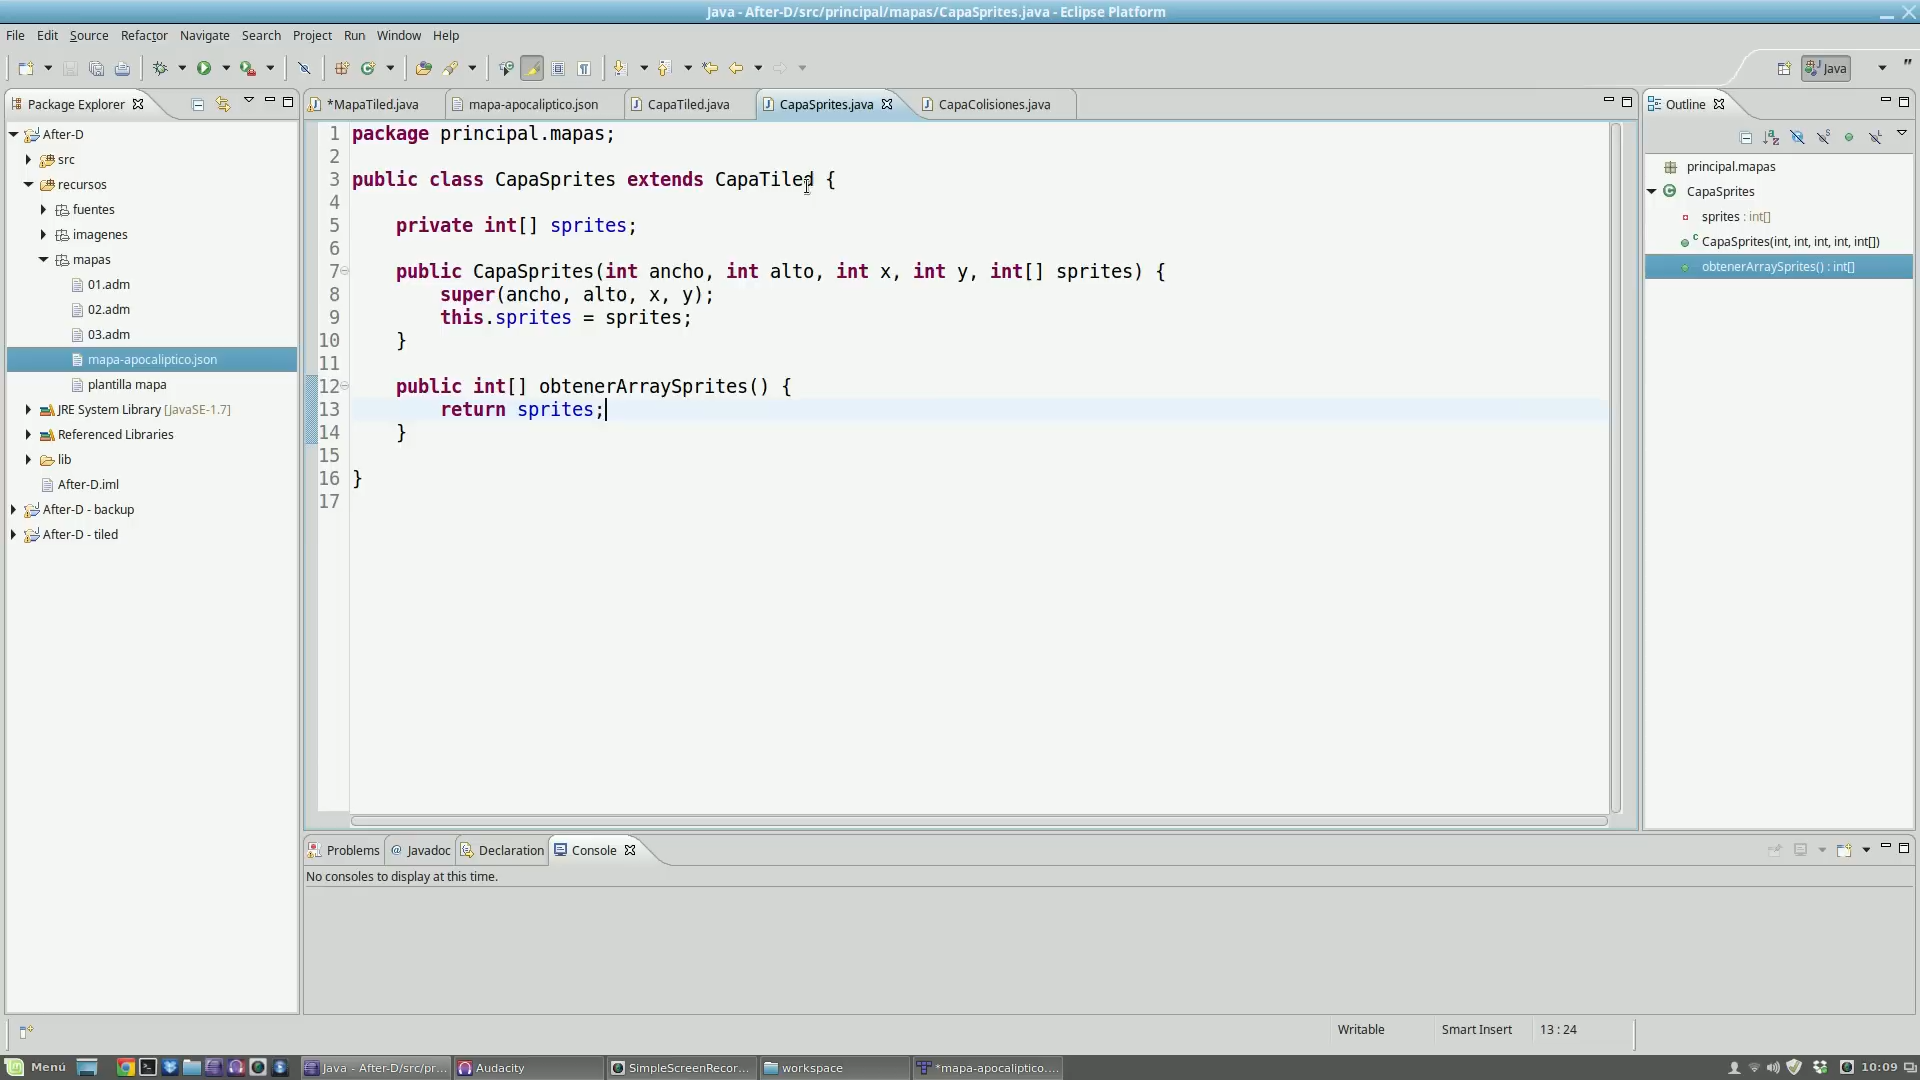 Java - After-D/src/principal/mapas/CapaSprites.java - Eclipse Platform
File Edit Source Refactor Navigate Search Project Run Window Help
Java
Package Explorer
After-D
src
recursos
fuentes
imagenes
mapas
01.adm
02.adm
03.adm
mapa-apocaliptico.json
plantilla mapa
JRE System Library [JavaSE-1.7]
Referenced Libraries
lib
After-D.iml
After-D - backup
After-D - tiled
*MapaTiled.java mapa-apocaliptico.json CapaTiled.java CapaSprites.java CapaColisiones.java
1 package principal.mapas;
2
3 public class CapaSprites extends CapaTiled {
4
5 private int[] sprites;
6
7 public CapaSprites(int ancho, int alto, int x, int y, int[] sprites) {
8 super(ancho, alto, x, y);
9 this.sprites = sprites;
10 }
11
12 public int[] obtenerArraySprites() {
13 return sprites;
14 }
15
16 }
17
Outline
principal.mapas
CapaSprites
sprites : int[]
CapaSprites(int, int, int, int, int[])
obtenerArraySprites() : int[]
Problems Javadoc Declaration Console
No consoles to display at this time.
Writable Smart Insert 13 : 24
Menú Java - After-D/src/pr... Audacity SimpleScreenRecor... workspace *mapa-apocaliptico.... 10:09